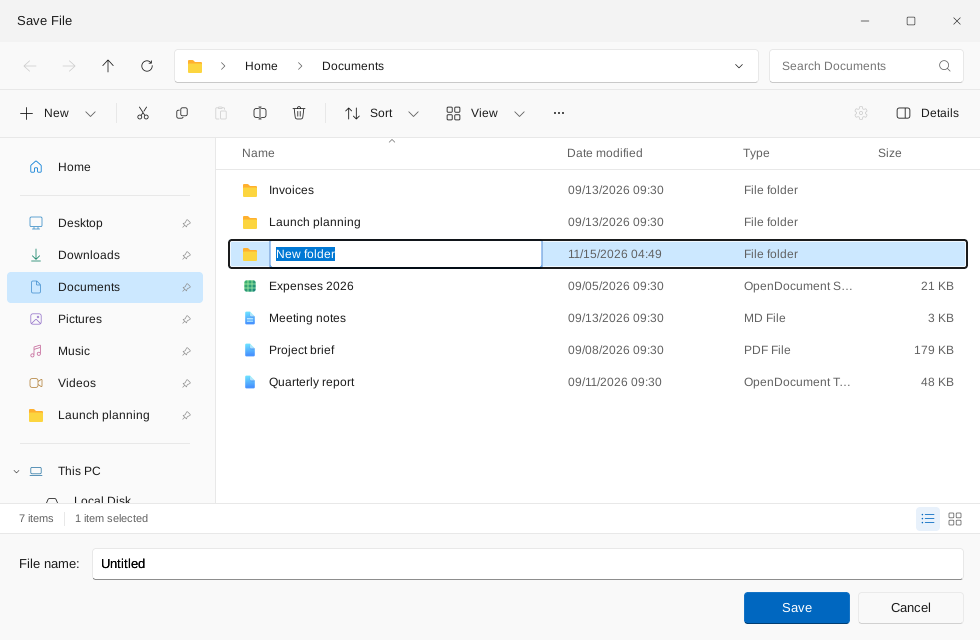 Save File
Home
Documents
Search Documents
New
Sort
View
Details
Home
Desktop
Downloads
Documents
Pictures
Music
Videos
Launch planning
This PC
Local Disk
Name Date modified Type Size
Invoices 09/13/2026 09:30 File folder
Launch planning 09/13/2026 09:30 File folder
New folder 11/15/2026 04:49 File folder
Expenses 2026 09/05/2026 09:30 OpenDocument S… 21 KB
Meeting notes 09/13/2026 09:30 MD File 3 KB
Project brief 09/08/2026 09:30 PDF File 179 KB
Quarterly report 09/11/2026 09:30 OpenDocument T… 48 KB
7 items 1 item selected
File name: Untitled
Save Cancel